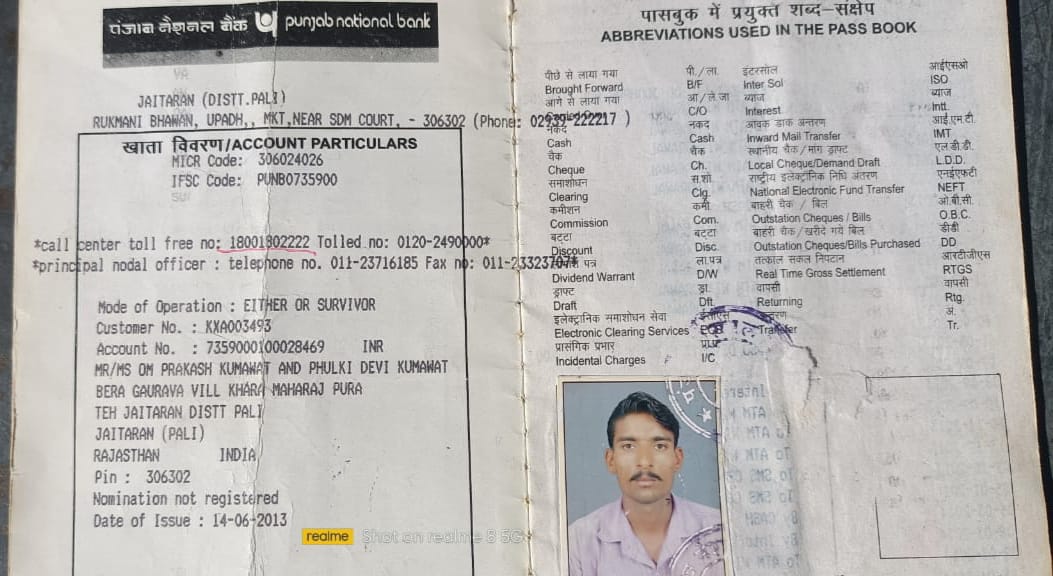 पंजाब नैशनल बैंक punjab national bank
JAITARAN (DISTT.PALI)
RUKMANI BHAWAN, UPADH,, MKT,NEAR SDM COURT, - 306302 (Phone: 02939-222217 )
खाता विवरण/ACCOUNT PARTICULARS
MICR Code: 306024026
IFSC Code: PUNB0735900
*call center toll free no: 18001802222 Tolled no: 0120-2490000*
*principal nodal officer : telephone no. 011-23716185 Fax no: 011-23323707*
Mode of Operation : EITHER OR SURVIVOR
Customer No. : KXA003493
Account No. : 7359000100028469 INR
MR/MS OM PRAKASH KUMAWAT AND PHULKI DEVI KUMAWAT
BERA GAURAVA VILL KHARA MAHARAJ PURA
TEH JAITARAN DISTT PALI
JAITARAN (PALI)
RAJASTHAN INDIA
Pin : 306302
Nomination not registered
Date of Issue : 14-06-2013
realme Shot on realme 8 5G
पासबुक में प्रयुक्त शब्द-संक्षेप
ABBREVIATIONS USED IN THE PASS BOOK
पीछे से लाया गया पी./ला. इंटरसोल आईएसओ
Brought Forward B/F Inter Sol ISO
आगे से लाया गया आ/ले.जा ब्याज ब्याज
C/O Interest Intt.
नकद नकद आवक डाक अन्तरण आई.एम.टी.
Cash Cash Inward Mail Transfer IMT
चैक चैक स्थानीय चैक/मांग ड्राफ्ट एल.डी.डी.
Cheque Ch. Local Cheque/Demand Draft L.D.D.
समाशोधन स.शो राष्ट्रीय इलेक्ट्रानिक निधि अंतरण एनईएफटी
Clearing Clg. National Electronic Fund Transfer NEFT
कमीशन कमी बाहरी चैक / बिल ओ.बी.सी.
Commission Com. Outstation Cheques / Bills O.B.C.
बट्टा बट्टा बाहरी चैक/खरीदे गये बिल डीडी
Discount Disc. Outstation Cheques/Bills Purchased DD
पत्र ला.पत्र तत्काल सकल निपटान आरटीजीएस
Dividend Warrant D/W Real Time Gross Settlement RTGS
ड्राफ्ट ड्रा. वापसी वापसी
Draft Dft. Returning Rtg.
इलेक्ट्रानिक समाशोधन सेवा अ.
Electronic Clearing Services Transfer Tr.
प्रासंगिक प्रभार
Incidental Charges I/C